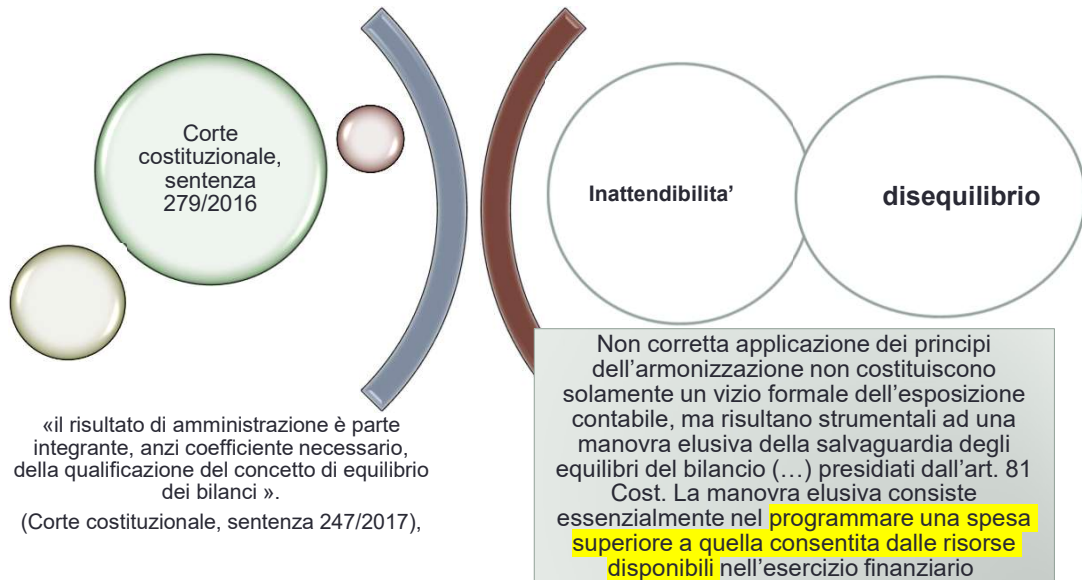 Corte
costituzionale,
sentenza
279/2016
Inattendibilita’
disequilibrio
«il risultato di amministrazione è parte
integrante, anzi coefficiente necessario,
della qualificazione del concetto di equilibrio
dei bilanci ».
(Corte costituzionale, sentenza 247/2017),
Non corretta applicazione dei principi
dell’armonizzazione non costituiscono
solamente un vizio formale dell’esposizione
contabile, ma risultano strumentali ad una
manovra elusiva della salvaguardia degli
equilibri del bilancio (…) presidiati dall’art. 81
Cost. La manovra elusiva consiste
essenzialmente nel programmare una spesa
superiore a quella consentita dalle risorse
disponibili nell’esercizio finanziario